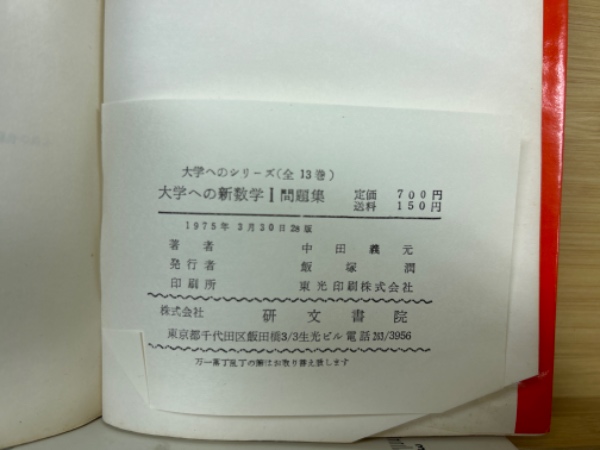 大学へのシリーズ(全13巻)
大学への新数学I問題集 定価 700円
送料 150円
1975年3月30日 版
著者 中田義元
発行者 飯塚潤
印刷所 東光印刷株式会社
株式会社 研文書院
東京都千代田区飯田橋3/3生光ビル電話263/3956
万一落丁乱丁の際はお取り替え致します